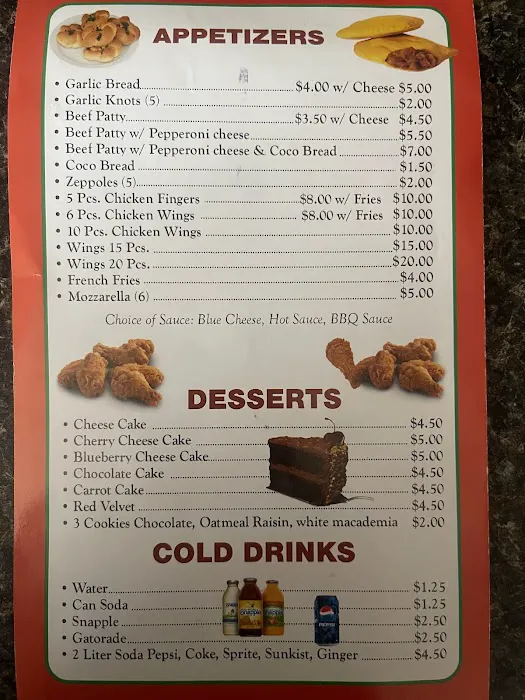 APPETIZERS
• Garlic Bread $4.00 w/ Cheese $5.00
• Garlic Knots (5) $2.00
• Beef Patty $3.50 w/ Cheese $4.50
• Beef Patty w/ Pepperoni cheese $5.50
• Beef Patty w/ Pepperoni cheese & Coco Bread $7.00
• Coco Bread $1.50
• Zeppoles (5) $2.00
• 5 Pcs. Chicken Fingers $8.00 w/ Fries $10.00
• 6 Pcs. Chicken Wings $8.00 w/ Fries $10.00
• 10 Pcs. Chicken Wings $10.00
• Wings 15 Pcs. $15.00
• Wings 20 Pcs. $20.00
• French Fries $4.00
• Mozzarella (6) $5.00
Choice of Sauce: Blue Cheese, Hot Sauce, BBQ Sauce
DESSERTS
• Cheese Cake $4.50
• Cherry Cheese Cake $5.00
• Blueberry Cheese Cake $5.00
• Chocolate Cake $4.50
• Carrot Cake $4.50
• Red Velvet $4.50
• 3 Cookies Chocolate, Oatmeal Raisin, white macademia $2.00
COLD DRINKS
• Water $1.25
• Can Soda $1.25
• Snapple $2.50
• Gatorade $2.50
• 2 Liter Soda Pepsi, Coke, Sprite, Sunkist, Ginger $4.50
Snapple
PEPSI